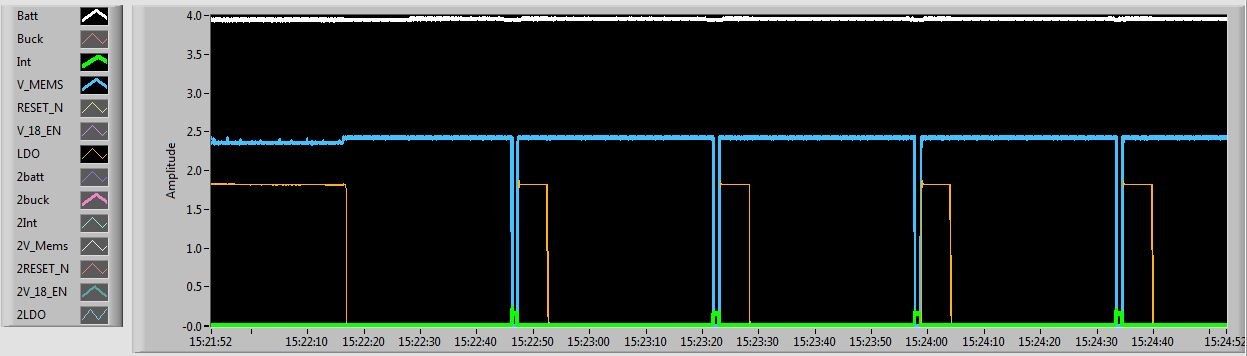 Batt
Buck
Int
V_MEMS
RESET_N
V_18_EN
LDO
2batt
2buck
2Int
2V_Mems
2RESET_N
2V_18_EN
2LDO
Amplitude
4.0
3.5
3.0
2.5
2.0
1.5
1.0
0.5
-0.0
15:21:52 15:22:10 15:22:20 15:22:30 15:22:40 15:22:50 15:23:00 15:23:10 15:23:20 15:23:30 15:23:40 15:23:50 15:24:00 15:24:10 15:24:20 15:24:30 15:24:40 15:24:52